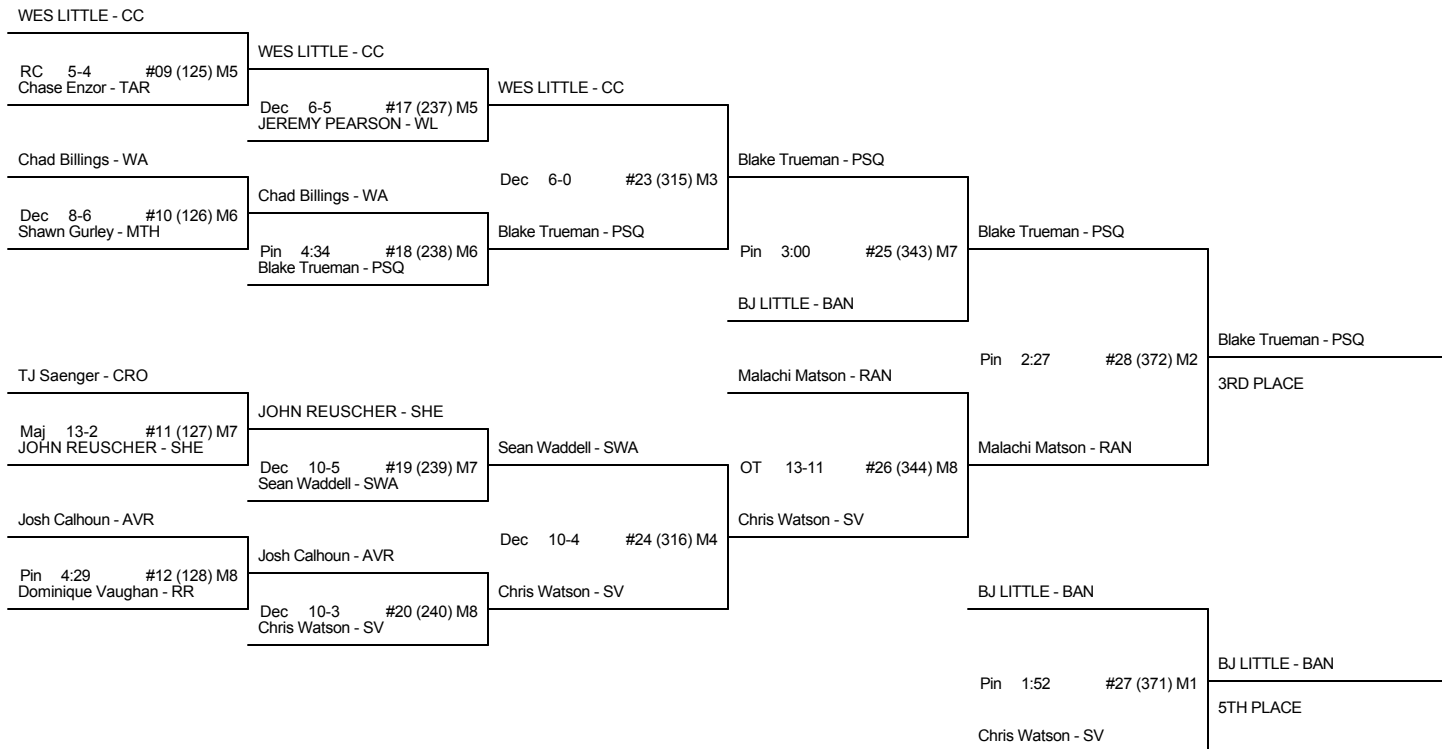 WES LITTLE - CC
RC 5-4 #09 (125) M5
Chase Enzor - TAR
Chad Billings - WA
Dec 8-6 #10 (126) M6
Shawn Gurley - MTH
TJ Saenger - CRO
Maj 13-2 #11 (127) M7
JOHN REUSCHER - SHE
Josh Calhoun - AVR
Pin 4:29 #12 (128) M8
Dominique Vaughan - RR
WES LITTLE - CC
Dec 6-5 #17 (237) M5
JEREMY PEARSON - WL
Chad Billings - WA
Pin 4:34 #18 (238) M6
Blake Trueman - PSQ
JOHN REUSCHER - SHE
Dec 10-5 #19 (239) M7
Sean Waddell - SWA
Josh Calhoun - AVR
Dec 10-3 #20 (240) M8
Chris Watson - SV
WES LITTLE - CC
Dec 6-0 #23 (315) M3
Blake Trueman - PSQ
Sean Waddell - SWA
Dec 10-4 #24 (316) M4
Chris Watson - SV
Blake Trueman - PSQ
Pin 3:00 #25 (343) M7
BJ LITTLE - BAN
Malachi Matson - RAN
OT 13-11 #26 (344) M8
Chris Watson - SV
Blake Trueman - PSQ
Pin 2:27 #28 (372) M2
Malachi Matson - RAN
BJ LITTLE - BAN
Pin 1:52 #27 (371) M1
Chris Watson - SV
Blake Trueman - PSQ
3RD PLACE
BJ LITTLE - BAN
5TH PLACE